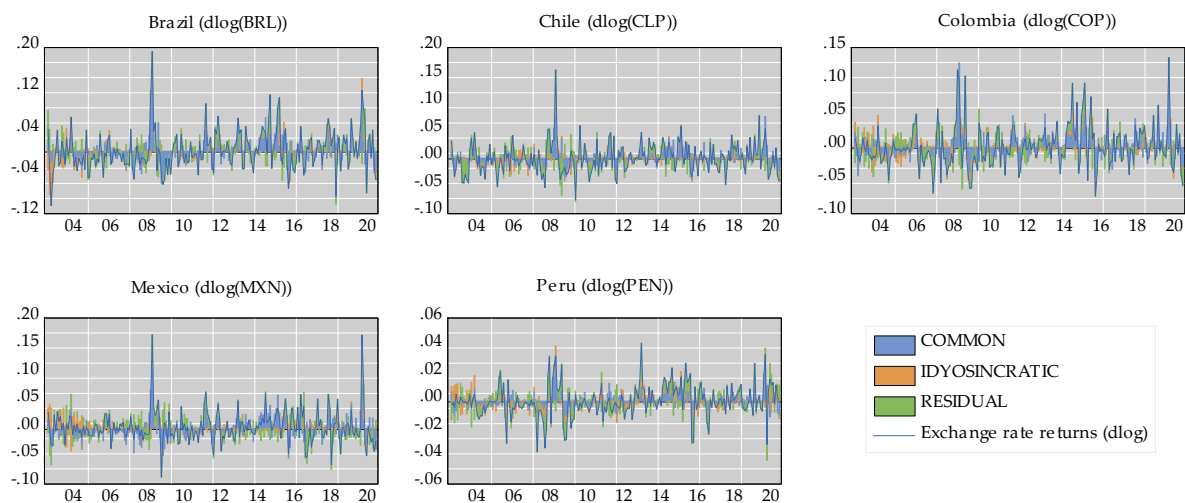 Brazil (dlog(BRL))
Chile (dlog(CLP))
Colombia (dlog(COP))
.20
.12
.04
-.04
-.12
.20
.15
.10
.05
.00
-.05
-.10
.15
.10
.05
.00
-.05
-.10
04 06 08 10 12 14 16 18 20
04 06 08 10 12 14 16 18 20
04 06 08 10 12 14 16 18 20
Mexico (dlog(MXN))
Peru (dlog(PEN))
.20
.15
.10
.05
.00
-.05
-.10
.06
.04
.02
.00
-.02
-.04
-.06
04 06 08 10 12 14 16 18 20
04 06 08 10 12 14 16 18 20
COMMON
IDYOSINCRATIC
RESIDUAL
Exchange rate returns (dlog)